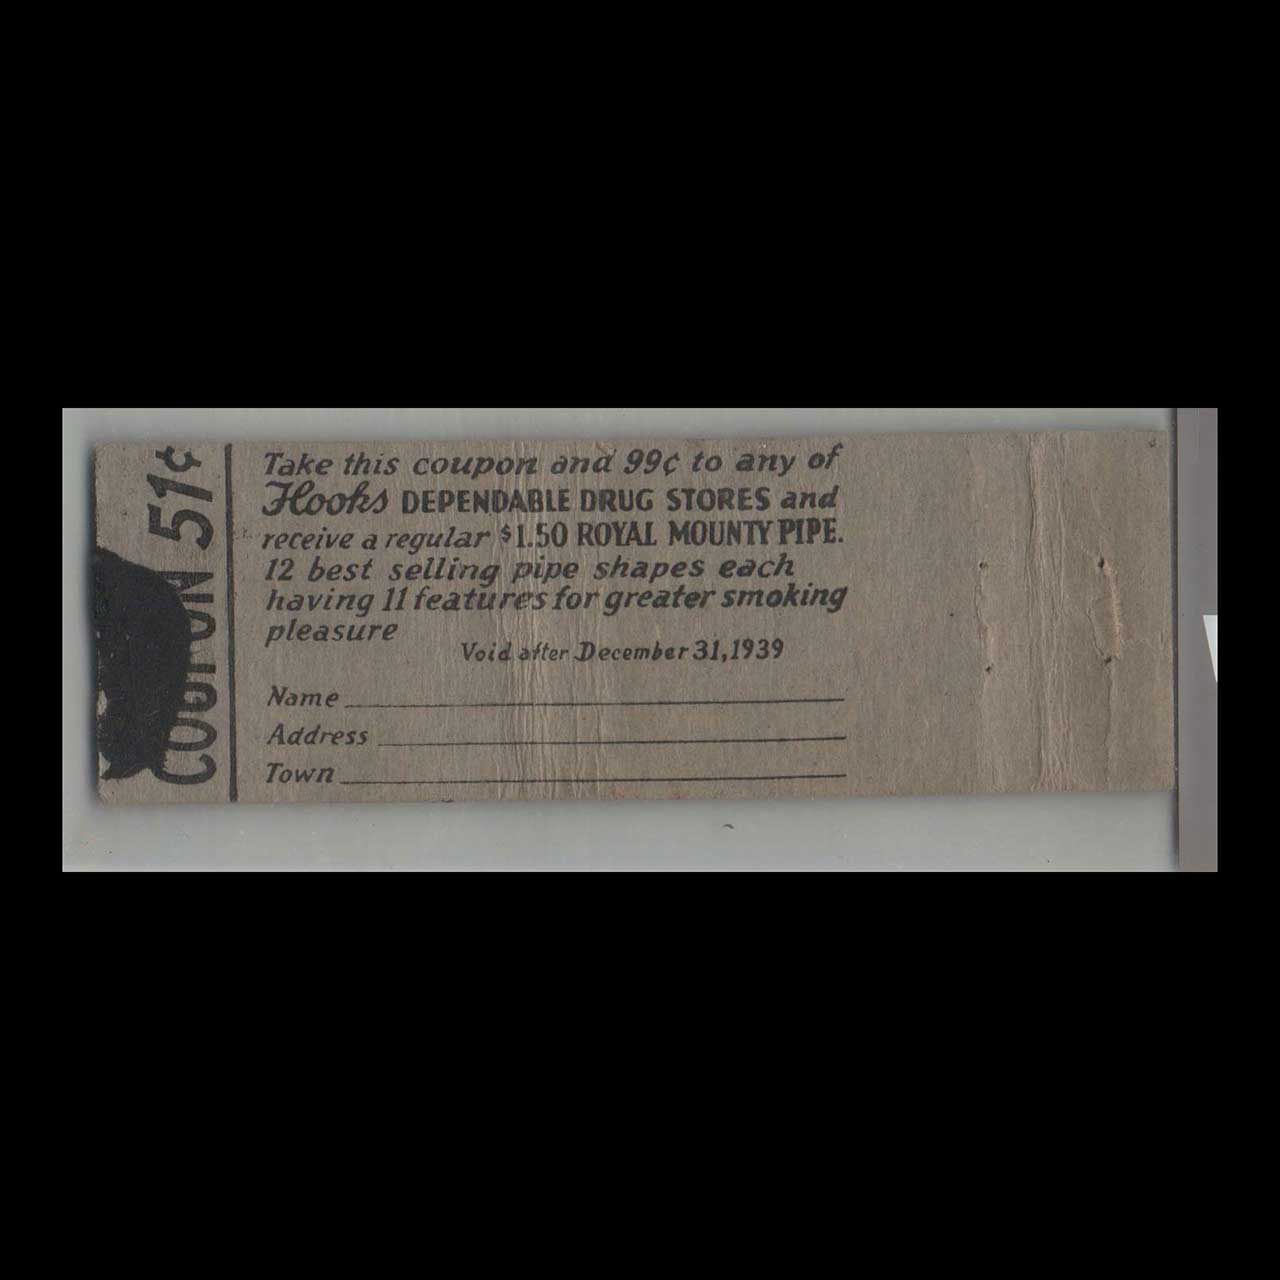 COUPON 51¢
Take this coupon and 99¢ to any of
Hooks DEPENDABLE DRUG STORES and
receive a regular $1.50 ROYAL MOUNTY PIPE.
12 best selling pipe shapes each
having 11 features for greater smoking
pleasure
Void after December 31, 1939
Name
Address
Town